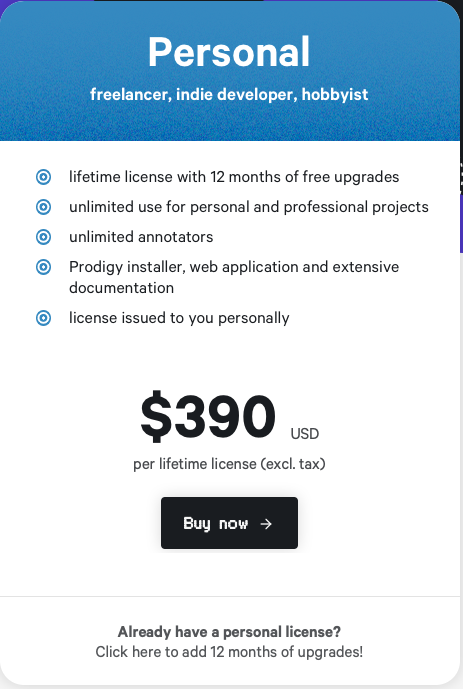 Personal
freelancer, indie developer, hobbyist
lifetime license with 12 months of free upgrades
unlimited use for personal and professional projects
unlimited annotators
Prodigy installer, web application and extensive
documentation
license issued to you personally
$390 USD
per lifetime license (excl. tax)
Buy now →
Already have a personal license?
Click here to add 12 months of upgrades!